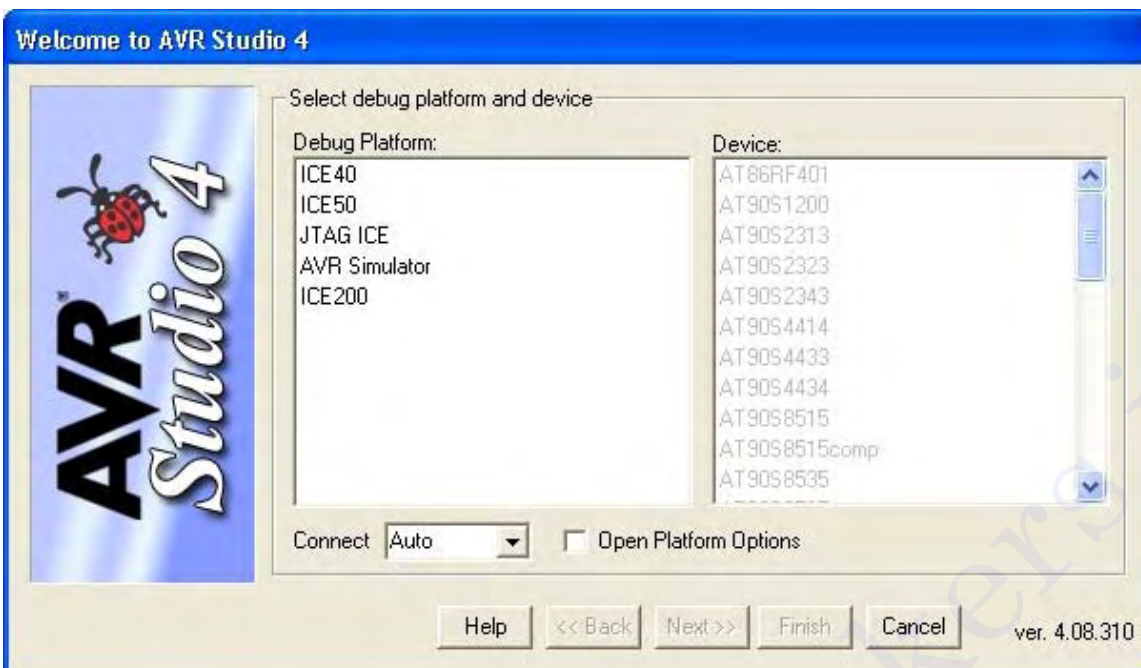 Welcome to AVR Studio 4
AVR® Studio 4
Select debug platform and device
Debug Platform:
ICE40
ICE50
JTAG ICE
AVR Simulator
ICE200
Device:
AT86RF401
AT90S1200
AT90S2313
AT90S2323
AT90S2343
AT90S4414
AT90S4433
AT90S4434
AT90S8515
AT90S8515comp
AT90S8535
Connect Auto Open Platform Options
Help << Back Next >> Finish Cancel ver. 4.08.310